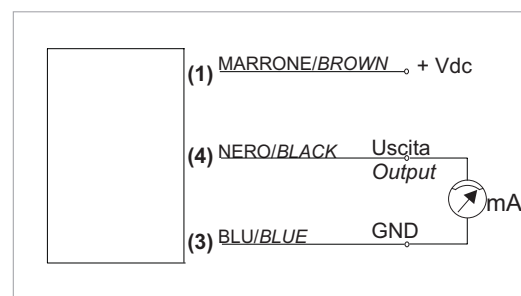 (1) MARRONE/BROWN + Vdc
(4) NERO/BLACK Uscita
Output
mA
(3) BLU/BLUE GND